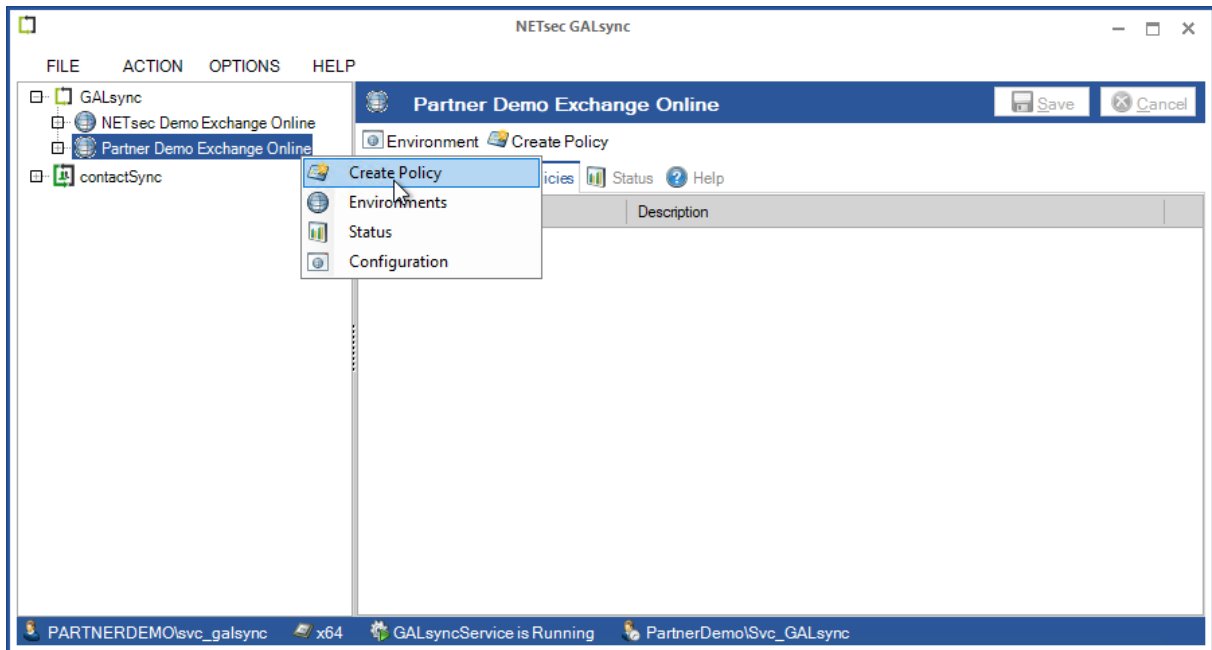 NETsec GALsync
FILE ACTION OPTIONS HELP
GALsync
NETsec Demo Exchange Online
Partner Demo Exchange Online
contactSync
Partner Demo Exchange Online
Save Cancel
Environment Create Policy
icies Status Help
Description
Create Policy
Environments
Status
Configuration
PARTNERDEMO\svc_galsync x64 GALsyncService is Running PartnerDemo\Svc_GALsync